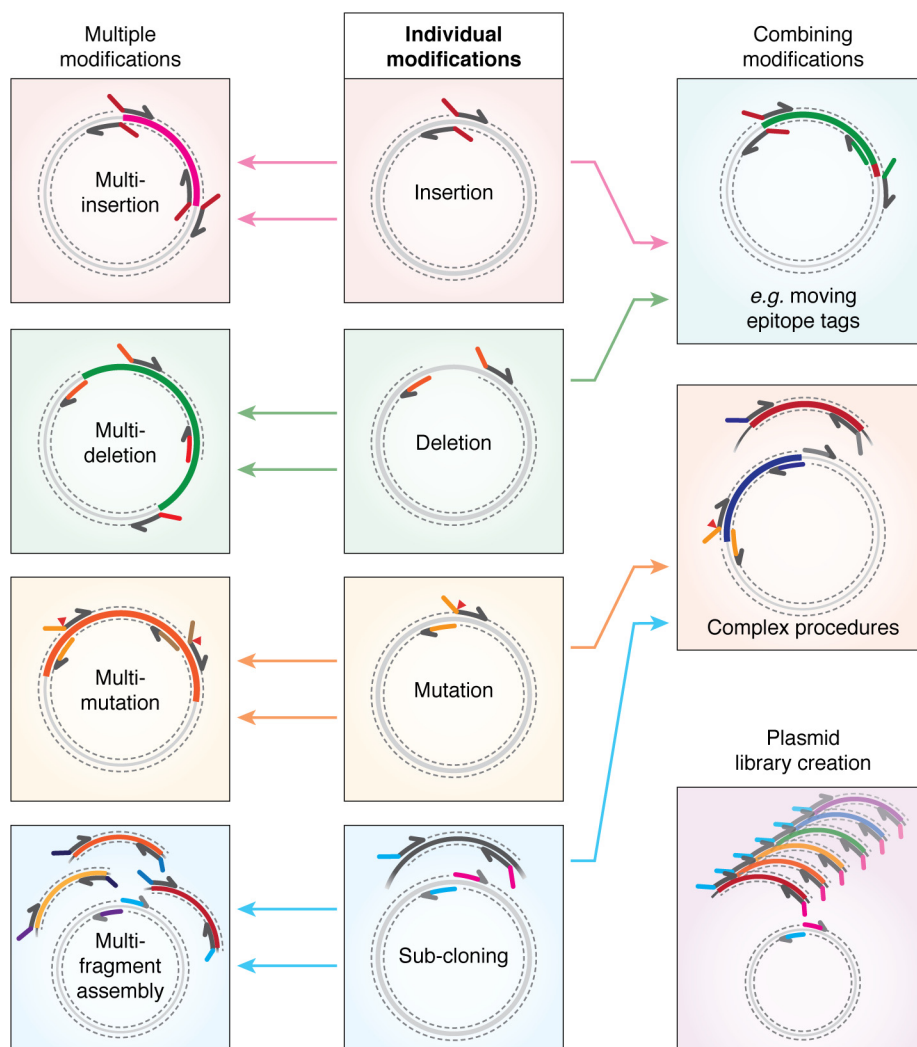 Multiple
modifications
Individual
modifications
Combining
modifications
Multi-
insertion
Insertion
e.g. moving
epitope tags
Multi-
deletion
Deletion
Complex procedures
Multi-
mutation
Mutation
Plasmid
library creation
Multi-
fragment
assembly
Sub-cloning